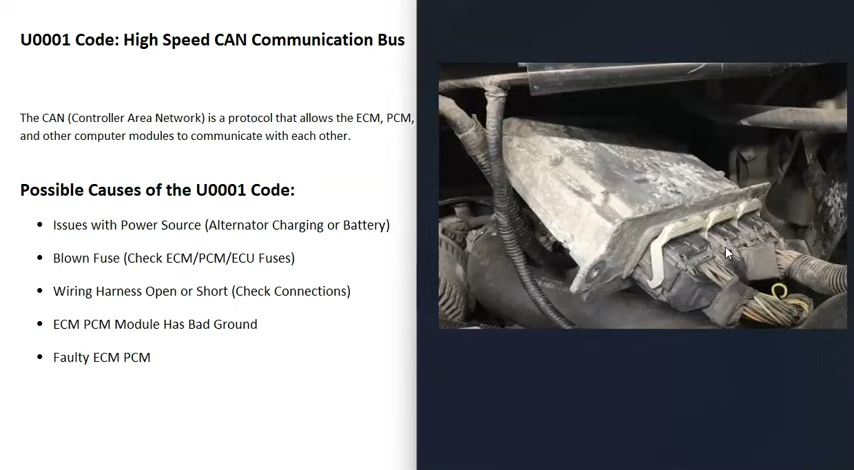 U0001 Code: High Speed CAN Communication Bus
The CAN (Controller Area Network) is a protocol that allows the ECM, PCM,
and other computer modules to communicate with each other.
Possible Causes of the U0001 Code:
• Issues with Power Source (Alternator Charging or Battery)
• Blown Fuse (Check ECM/PCM/ECU Fuses)
• Wiring Harness Open or Short (Check Connections)
• ECM PCM Module Has Bad Ground
• Faulty ECM PCM